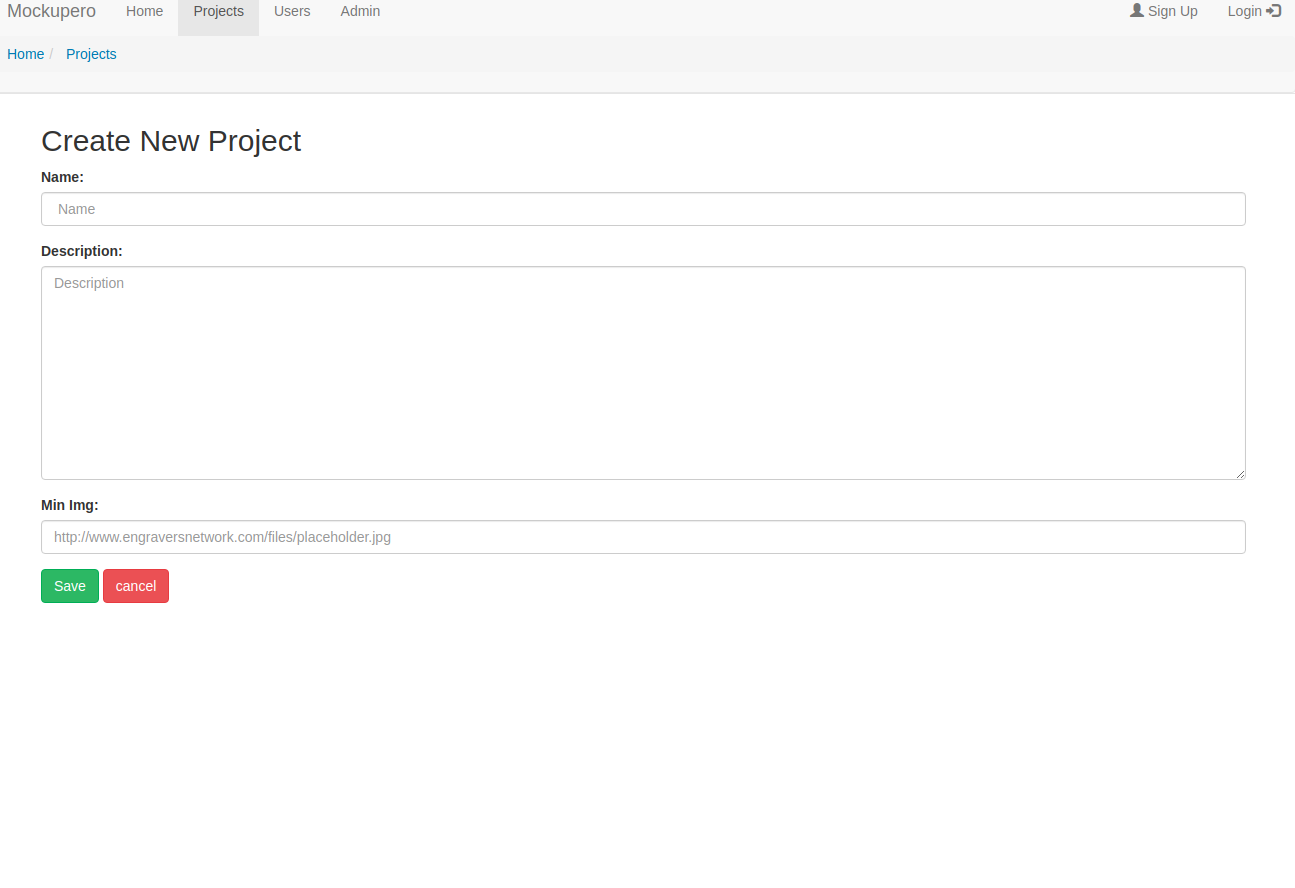 Mockupero Home Projects Users Admin Sign Up Login
Home / Projects
Create New Project
Name:
Name
Description:
Description
Min Img:
http://www.engraversnetwork.com/files/placeholder.jpg
Save cancel